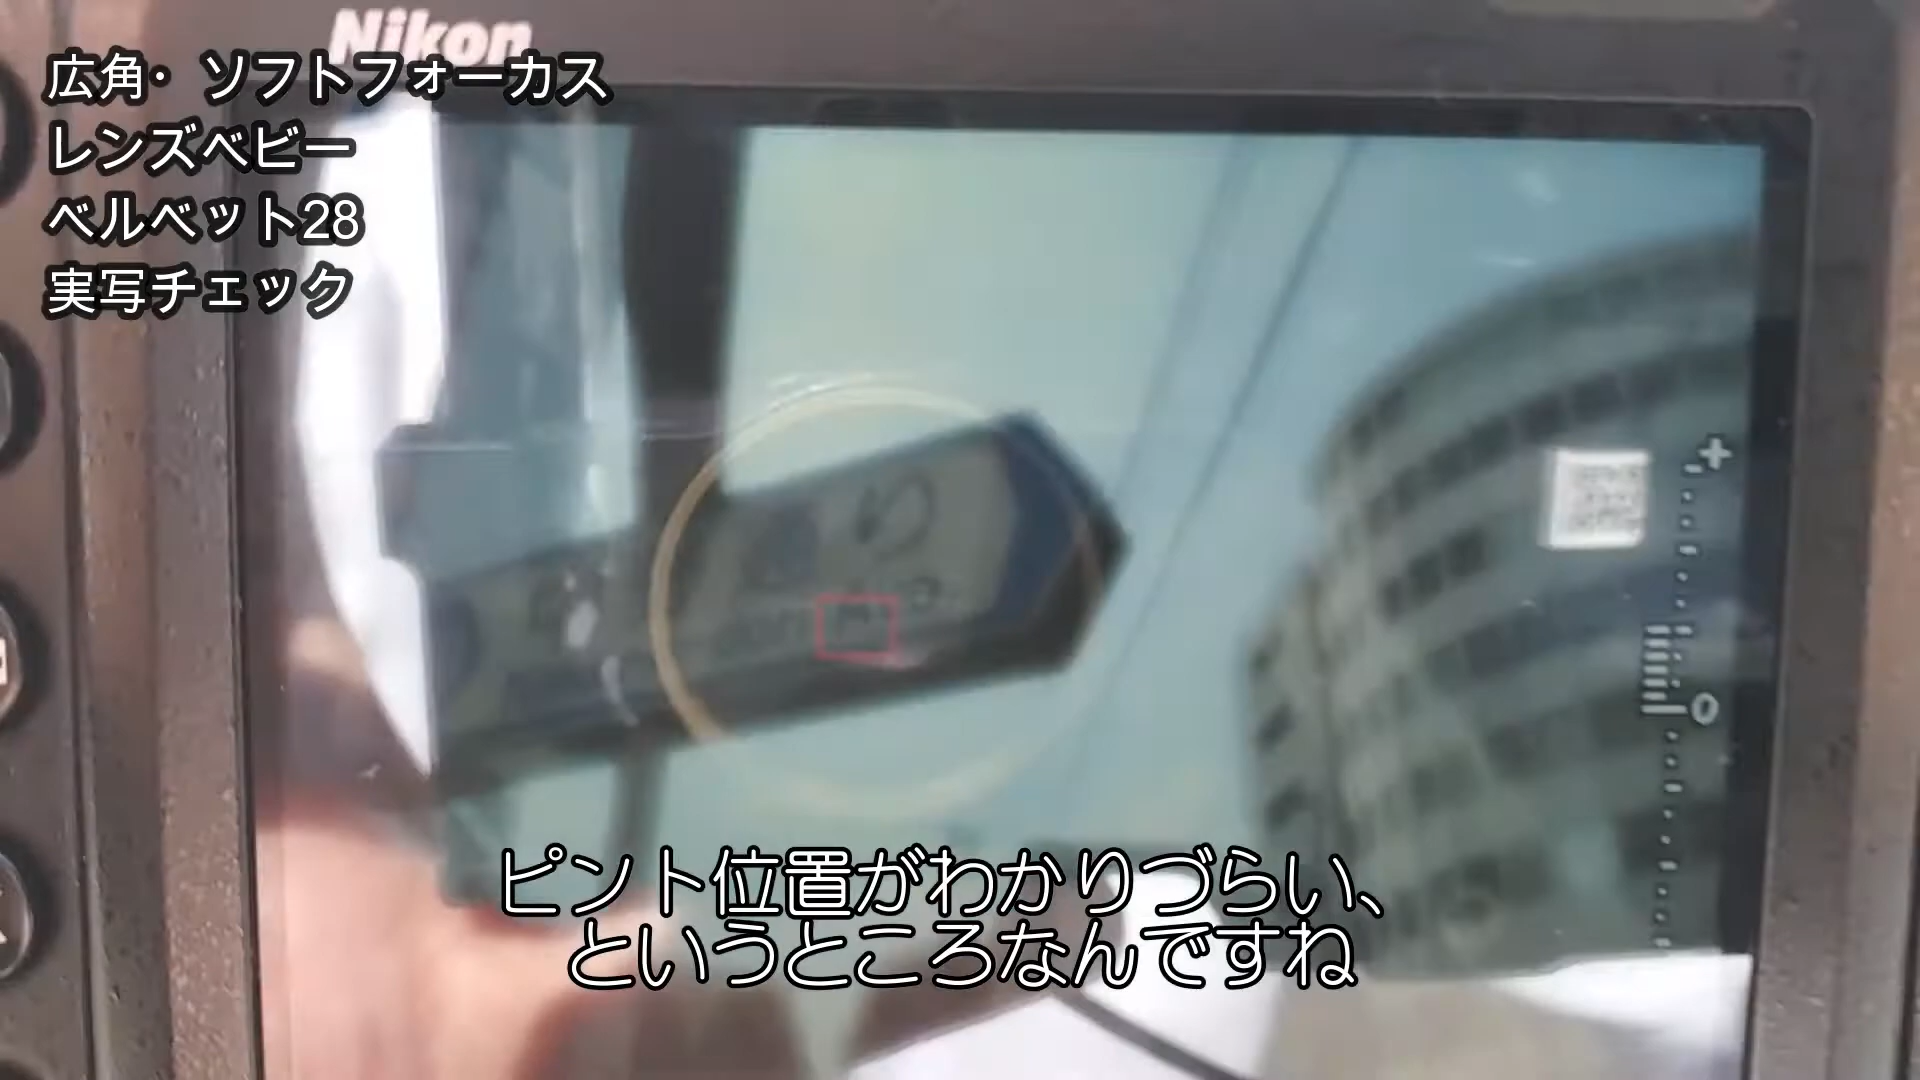 Nikon
広角・ソフトフォーカス
レンズベビー
ベルベット28
実写チェック
0
ピント位置がわかりづらい、
というところなんですね